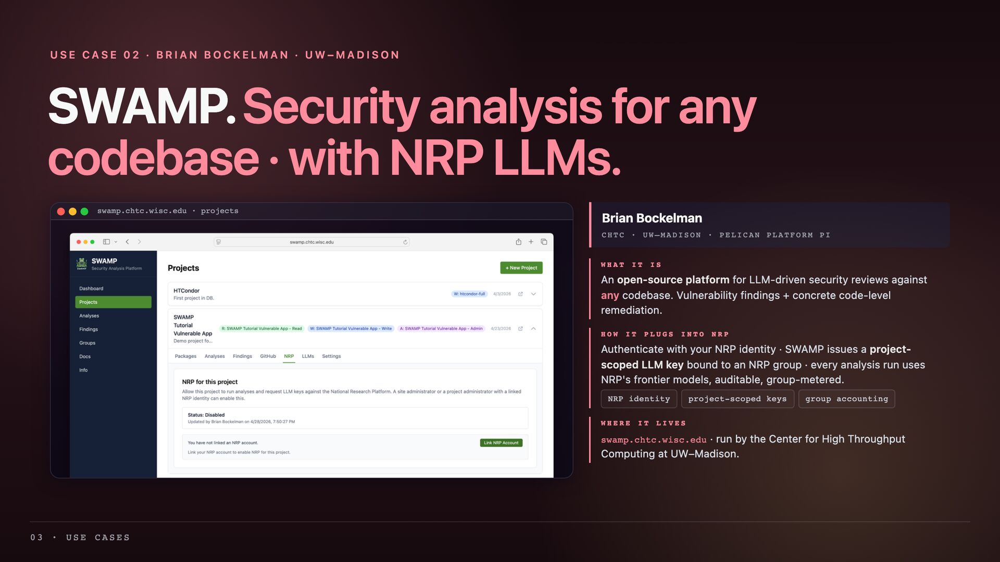 USE CASE 02 · BRIAN BOCKELMAN · UW–MADISON
SWAMP. Security analysis for any
codebase · with NRP LLMs.
swamp.chtc.wisc.edu · projects
swamp.chtc.wisc.edu
SWAMP
Security Analysis Platform
Dashboard
Projects
Analyses
Findings
Groups
Docs
Info
Projects
+ New Project
HTCondor
First project in DB.
W: htcondor-full
4/3/2026
SWAMP
Tutorial
Vulnerable App
Demo project fo...
R: SWAMP Tutorial Vulnerable App - Read
W: SWAMP Tutorial Vulnerable App - Write
A: SWAMP Tutorial Vulnerable App - Admin
4/23/2026
Packages Analyses Findings GitHub NRP LLMs Settings
NRP for this project
Allow this project to run analyses and request LLM keys against the National Research Platform. A site administrator or a project administrator with a linked
NRP identity can enable this.
Status: Disabled
Updated by Brian Bockelman on 4/28/2026, 7:50:27 PM
You have not linked an NRP account.
Link your NRP account to enable NRP for this project.
Link NRP Account
Brian Bockelman
CHTC · UW–MADISON · PELICAN PLATFORM PI
WHAT IT IS
An open-source platform for LLM-driven security reviews against
any codebase. Vulnerability findings + concrete code-level
remediation.
HOW IT PLUGS INTO NRP
Authenticate with your NRP identity · SWAMP issues a project-
scoped LLM key bound to an NRP group · every analysis run uses
NRP's frontier models, auditable, group-metered.
NRP identity project-scoped keys group accounting
WHERE IT LIVES
swamp.chtc.wisc.edu · run by the Center for High Throughput
Computing at UW–Madison.
03 · USE CASES